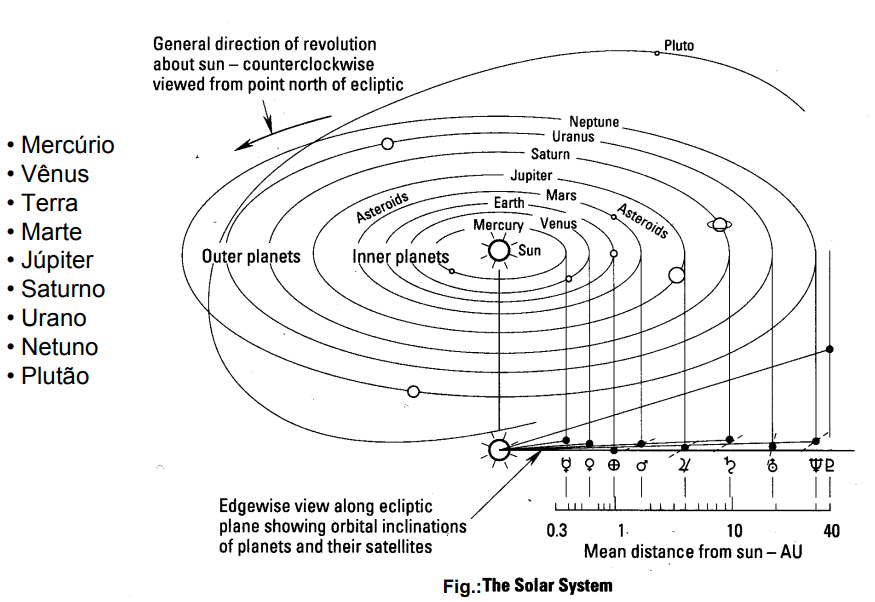 General direction of revolution
about sun – counterclockwise
viewed from point north of ecliptic
Pluto
• Mercúrio
• Vênus
• Terra
• Marte
• Júpiter
• Saturno
• Urano
• Netuno
• Plutão
Neptune
Uranus
Saturn
Jupiter
Mars
Asteroids
Earth
Asteroids
Mercury
Venus
Sun
Outer planets
Inner planets
☿ ♀ ⊕ ♂ ♃ ♄ ⛢ ♆ ♇
Edgewise view along ecliptic
plane showing orbital inclinations
of planets and their satellites
0.3 1 10 40
Mean distance from sun – AU
Fig.:The Solar System